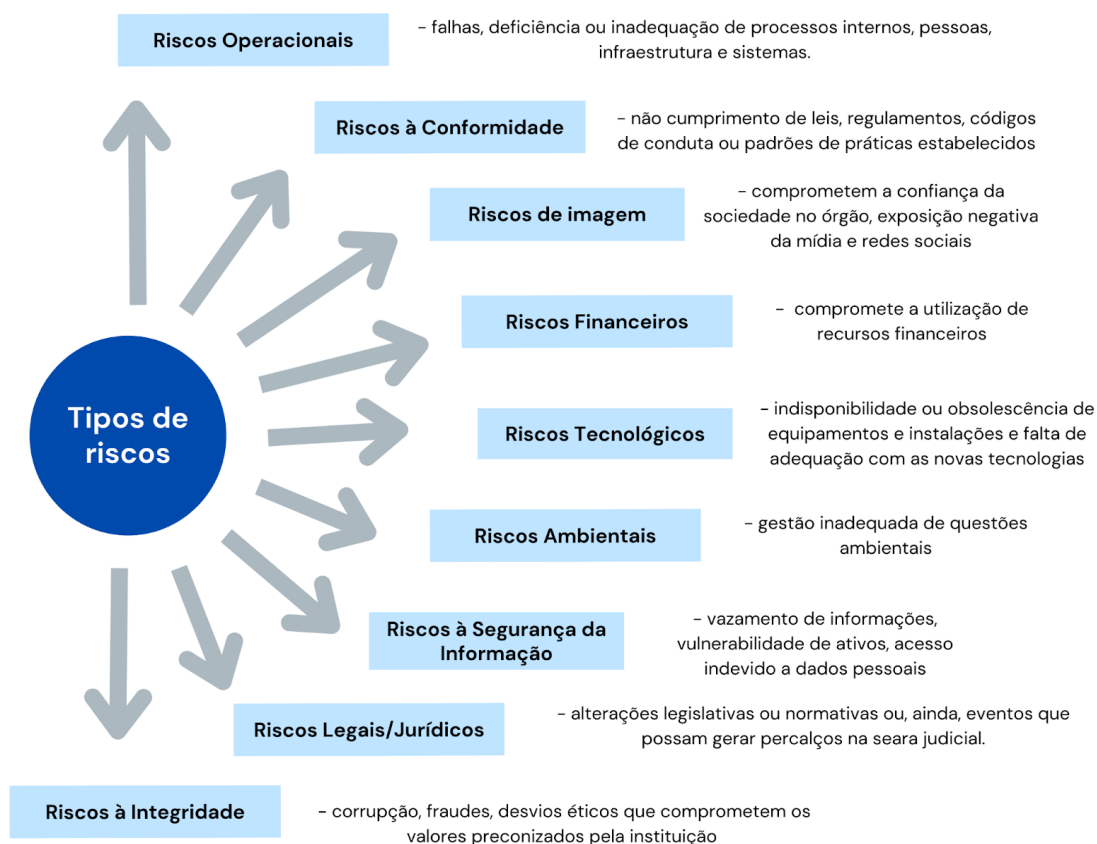 Riscos Operacionais
- falhas, deficiência ou inadequação de processos internos, pessoas,
infraestrutura e sistemas.
Riscos à Conformidade
- não cumprimento de leis, regulamentos, códigos
de conduta ou padrões de práticas estabelecidos
Riscos de imagem
- comprometem a confiança da
sociedade no órgão, exposição negativa
da mídia e redes sociais
Riscos Financeiros
- compromete a utilização de
recursos financeiros
Tipos de
riscos
Riscos Tecnológicos
- indisponibilidade ou obsolescência de
equipamentos e instalações e falta de
adequação com as novas tecnologias
Riscos Ambientais
- gestão inadequada de questões
ambientais
Riscos à Segurança da
Informação
- vazamento de informações,
vulnerabilidade de ativos, acesso
indevido a dados pessoais
Riscos Legais/Jurídicos
- alterações legislativas ou normativas ou, ainda, eventos que
possam gerar percalços na seara judicial.
Riscos à Integridade
- corrupção, fraudes, desvios éticos que comprometem os
valores preconizados pela instituição